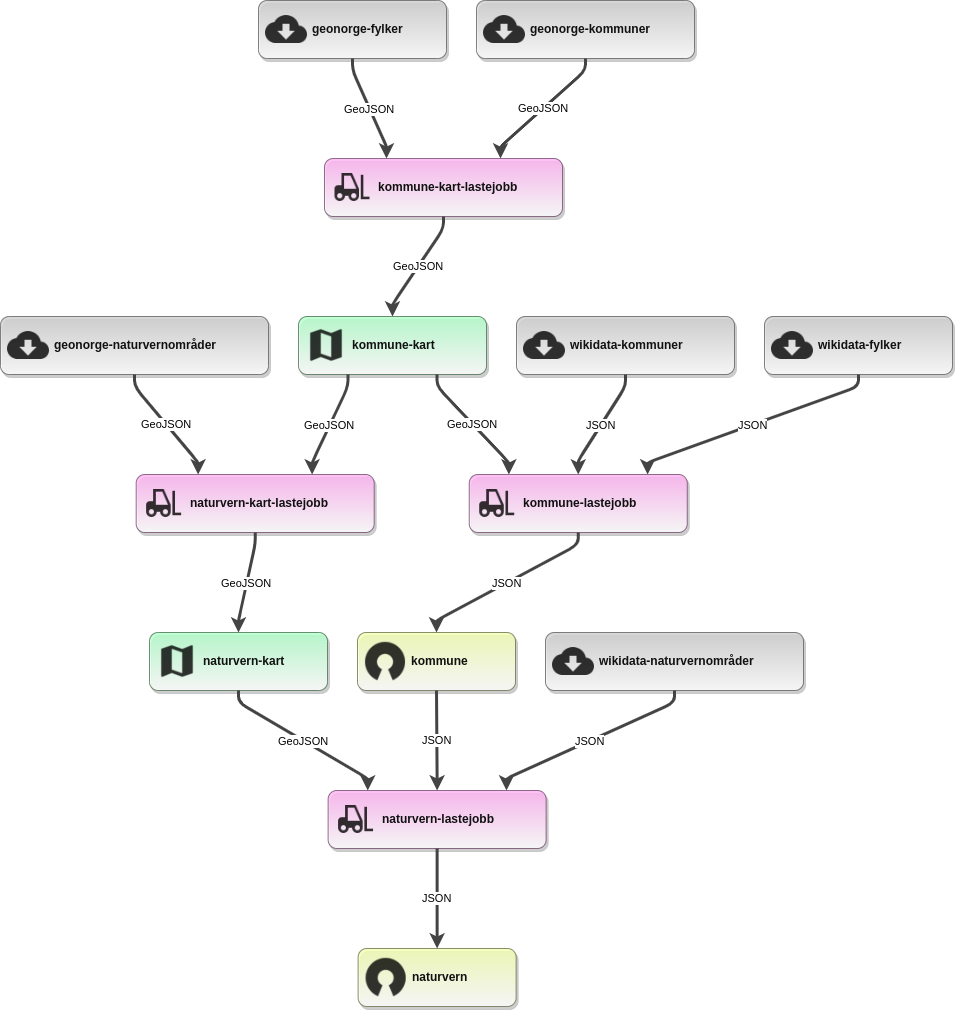 geonorge-fylker
geonorge-kommuner
GeoJSON
GeoJSON
kommune-kart-lastejobb
GeoJSON
geonorge-naturvernområder
kommune-kart
wikidata-kommuner
wikidata-fylker
GeoJSON
GeoJSON
GeoJSON
JSON
JSON
naturvern-kart-lastejobb
kommune-lastejobb
GeoJSON
JSON
naturvern-kart
kommune
wikidata-naturvernområder
GeoJSON
JSON
JSON
naturvern-lastejobb
JSON
naturvern